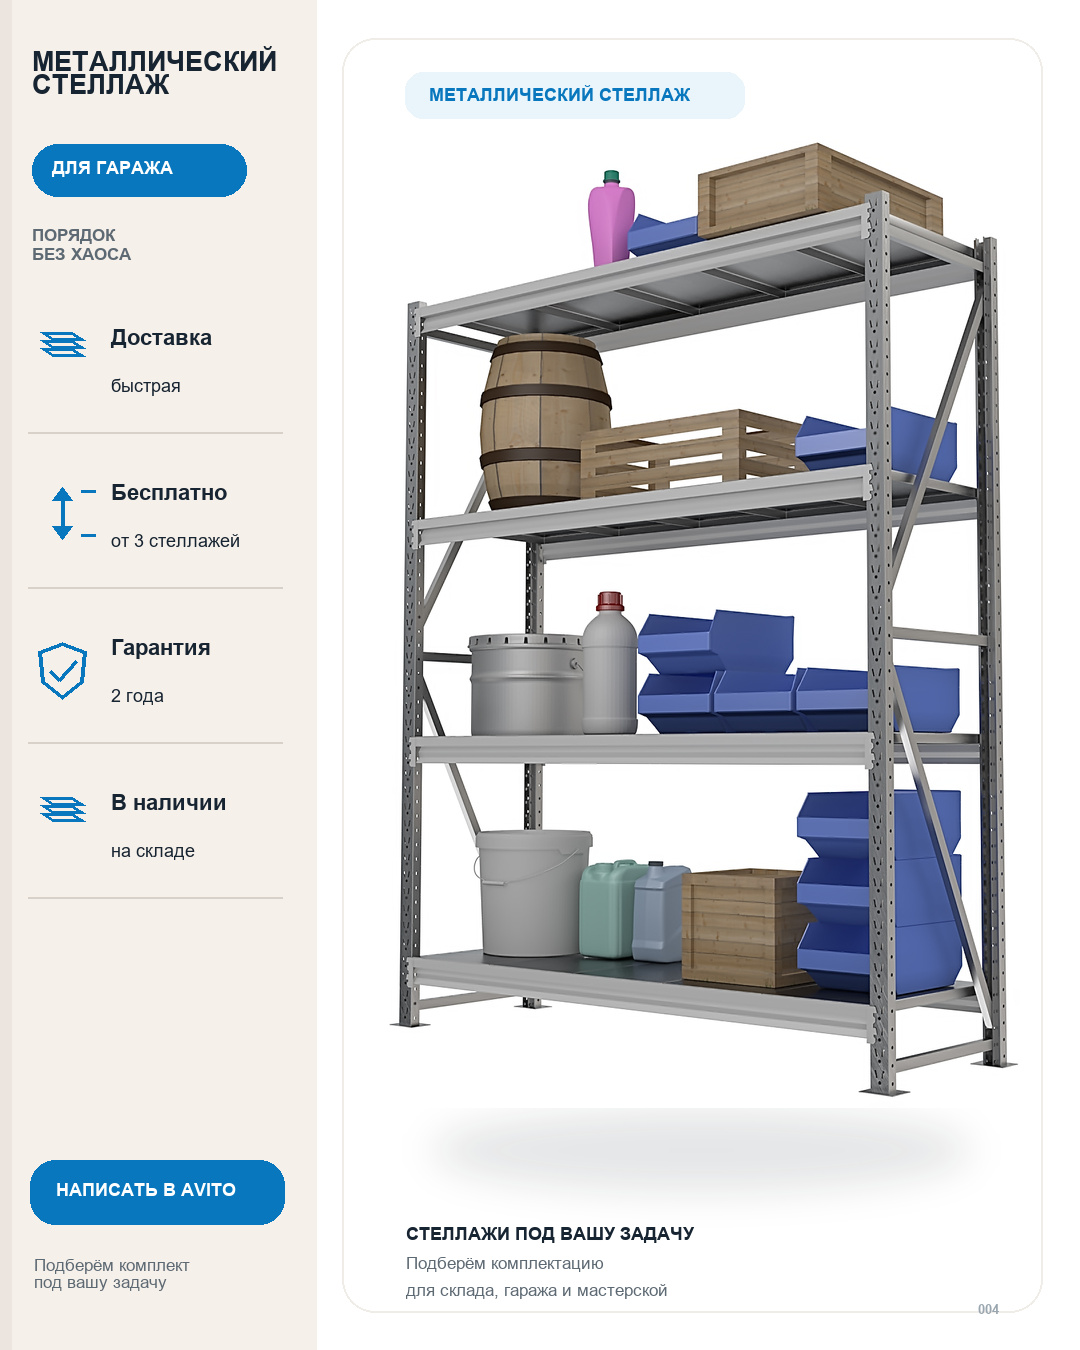 МЕТАЛЛИЧЕСКИЙ
СТЕЛЛАЖ
ДЛЯ ГАРАЖА
ПОРЯДОК
БЕЗ ХАОСА
Доставка
быстрая
Бесплатно
от 3 стеллажей
Гарантия
2 года
В наличии
на складе
НАПИСАТЬ В AVITO
Подберём комплект
под вашу задачу
МЕТАЛЛИЧЕСКИЙ СТЕЛЛАЖ
СТЕЛЛАЖИ ПОД ВАШУ ЗАДАЧУ
Подберём комплектацию
для склада, гаража и мастерской
004